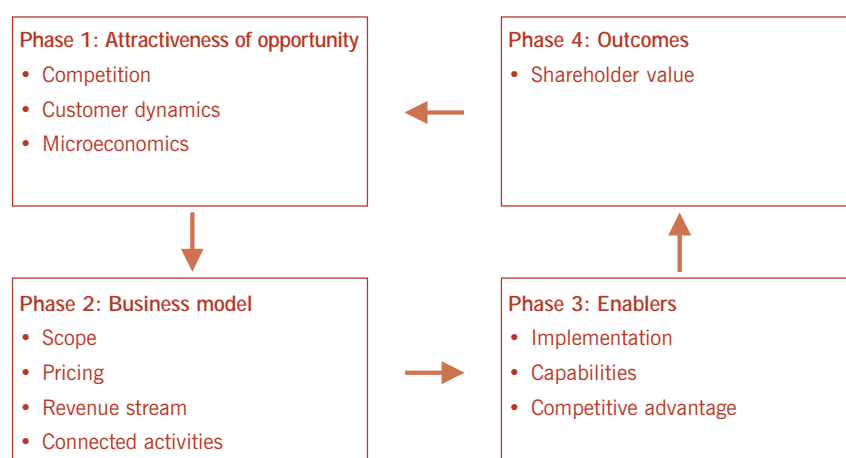 Phase 1: Attractiveness of opportunity
• Competition
• Customer dynamics
• Microeconomics
Phase 2: Business model
• Scope
• Pricing
• Revenue stream
• Connected activities
Phase 3: Enablers
• Implementation
• Capabilities
• Competitive advantage
Phase 4: Outcomes
• Shareholder value